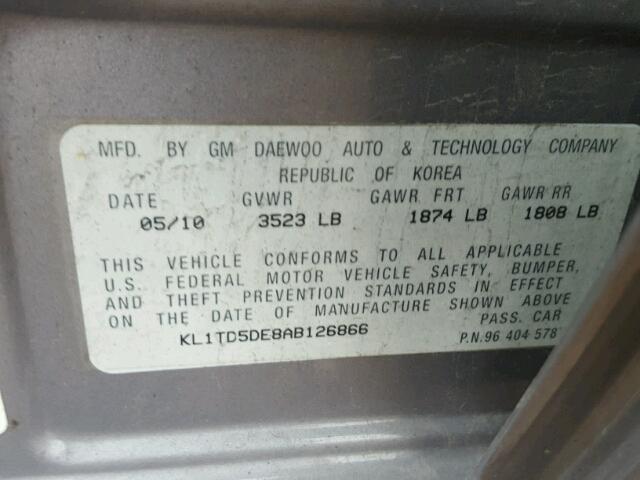 MFD. BY GM DAEWOO AUTO & TECHNOLOGY COMPANY
REPUBLIC OF KOREA
DATE GVWR GAWR FRT GAWR RR
05/10 3523 LB 1874 LB 1808 LB
THIS VEHICLE CONFORMS TO ALL APPLICABLE
U.S. FEDERAL MOTOR VEHICLE SAFETY, BUMPER,
AND THEFT PREVENTION STANDARDS IN EFFECT
ON THE DATE OF MANUFACTURE SHOWN ABOVE
PASS. CAR
KL1TD5DE8AB126866
P.N.96 404 578